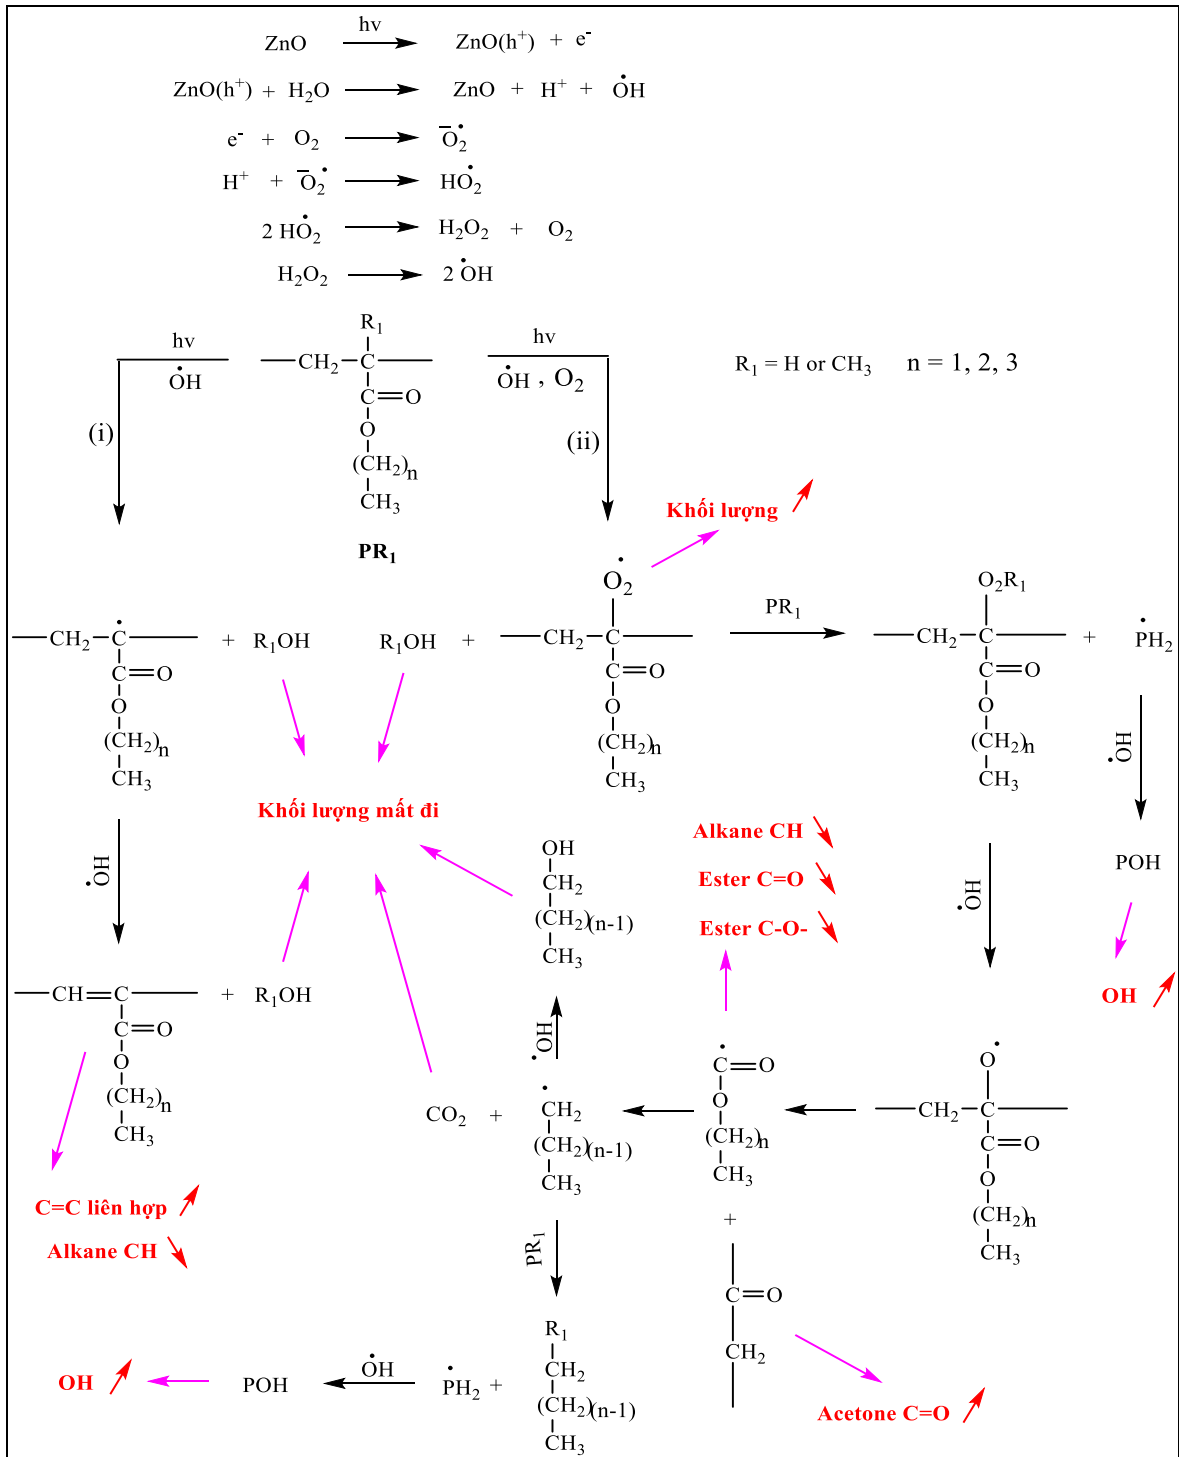 ZnO hv ZnO(h⁺) + e⁻
ZnO(h⁺) + H₂O ZnO + H⁺ + ȮH
e⁻ + O₂ ⁻O₂•
H⁺ + ⁻O₂• HO₂•
2 HO₂• H₂O₂ + O₂
H₂O₂ 2 •OH
hv
•OH
(i)
R₁
CH₂ C
C=O
O
(CH₂)n
CH₃
PR₁
hv
•OH , O₂
(ii)
R₁ = H or CH₃ n = 1, 2, 3
Khối lượng
CH₂ C•
C=O
O
(CH₂)n
CH₃
+ R₁OH
R₁OH +
O₂•
CH₂ C
C=O
O
(CH₂)n
CH₃
PR₁
O₂R₁
CH₂ C
C=O
O
(CH₂)n
CH₃
+ •PH₂
Khối lượng mất đi
•OH
•OH
•OH
POH
OH
Alkane CH
Ester C=O
Ester C-O-
OH
CH₂
(CH₂)(n-1)
CH₃
CH=C
C=O
O
(CH₂)n
CH₃
+ R₁OH
•OH
CO₂ +
•CH₂
(CH₂)(n-1)
CH₃
•C=O
O
(CH₂)n
CH₃
O•
CH₂ C
C=O
O
(CH₂)n
CH₃
C=C liên hợp
Alkane CH
+
C=O
CH₂
Acetone C=O
PR₁
R₁
CH₂
(CH₂)(n-1)
CH₃
OH POH •OH •PH₂ +